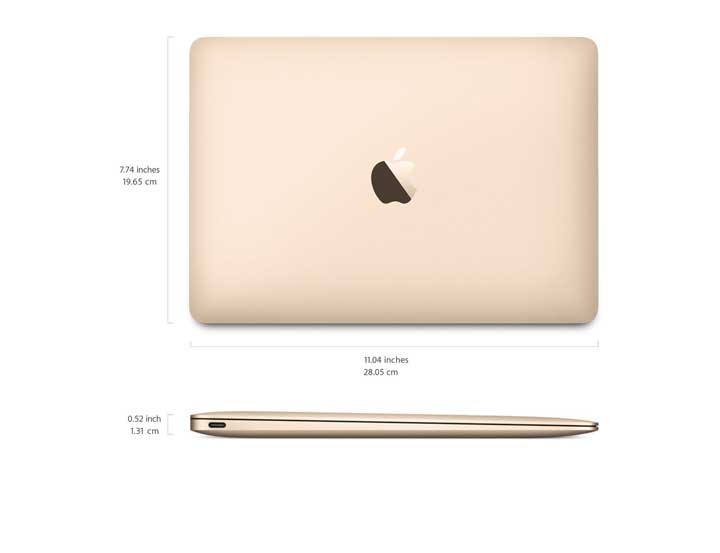 7.74 inches
19.65 cm
11.04 inches
28.05 cm
0.52 inch
1.31 cm